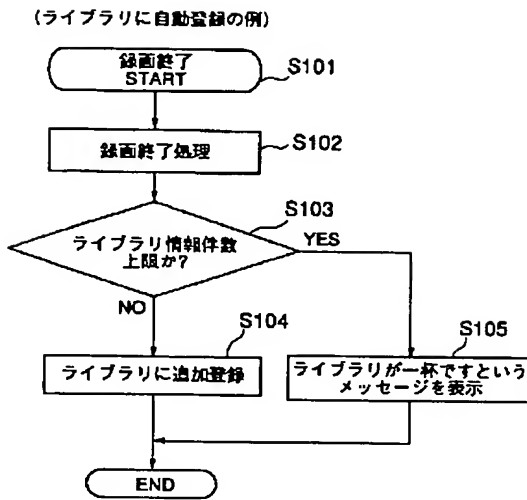 (ライブラリに自動登録の例)
録画終了
START
S101
録画終了処理
S102
ライブラリ情報件数
上限か?
S103
YES
NO
S104
ライブラリに追加登録
S105
ライブラリが一杯ですという
メッセージを表示
END